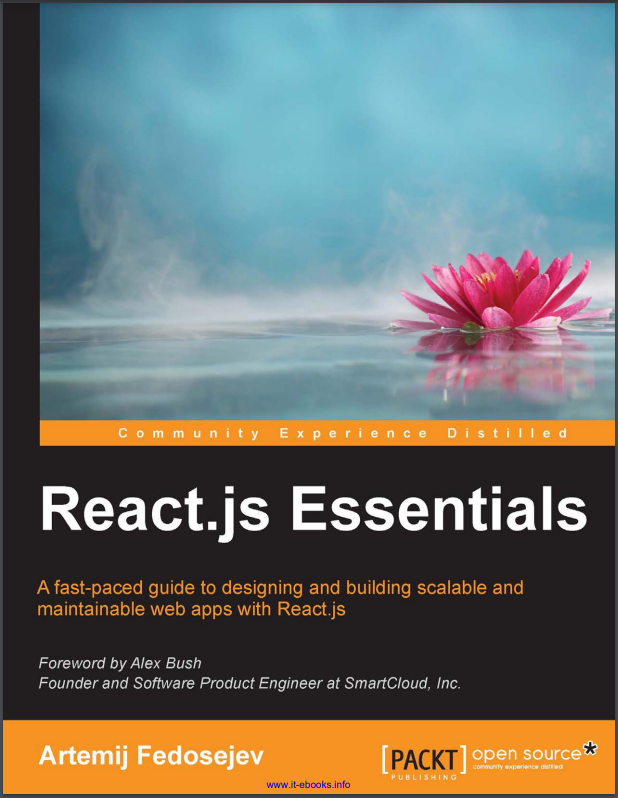 Community Experience Distilled
React.js Essentials
A fast-paced guide to designing and building scalable and
maintainable web apps with React.js
Foreword by Alex Bush
Founder and Software Product Engineer at SmartCloud, Inc.
Artemij Fedosejev
[PACKT] open source*
PUBLISHING community experience distilled
www.it-ebooks.info